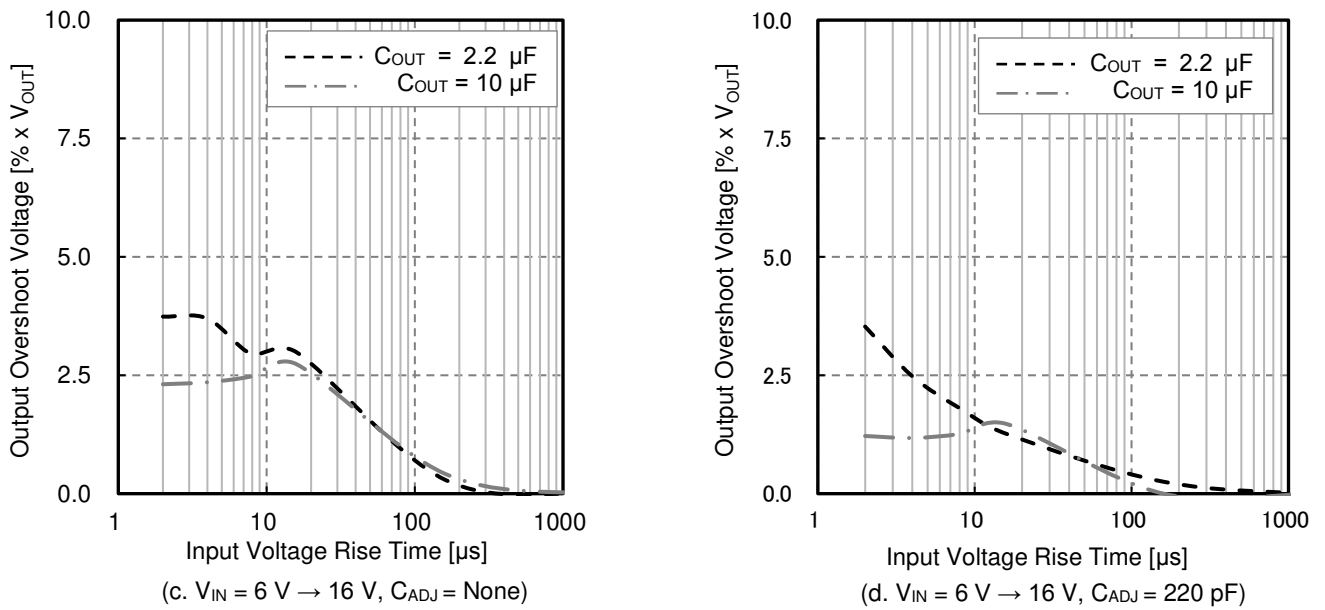 Output Overshoot Voltage [% x VOUT]
10.0
7.5
5.0
2.5
0.0
COUT = 2.2 µF
COUT = 10 µF
1 10 100 1000
Input Voltage Rise Time [µs]
(c. VIN = 6 V → 16 V, CADJ = None)
Output Overshoot Voltage [% x VOUT]
10.0
7.5
5.0
2.5
0.0
COUT = 2.2 µF
COUT = 10 µF
1 10 100 1000
Input Voltage Rise Time [µs]
(d. VIN = 6 V → 16 V, CADJ = 220 pF)